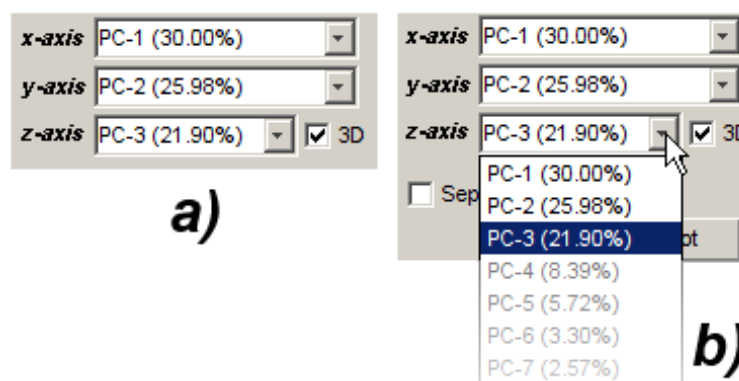 x-axis PC-1 (30.00%)
y-axis PC-2 (25.98%)
z-axis PC-3 (21.90%) 3D
a)
x-axis PC-1 (30.00%)
y-axis PC-2 (25.98%)
z-axis PC-3 (21.90%) 3D
PC-1 (30.00%)
Sep
PC-2 (25.98%)
PC-3 (21.90%) ot
PC-4 (8.39%)
PC-5 (5.72%)
PC-6 (3.30%)
PC-7 (2.57%)
b)